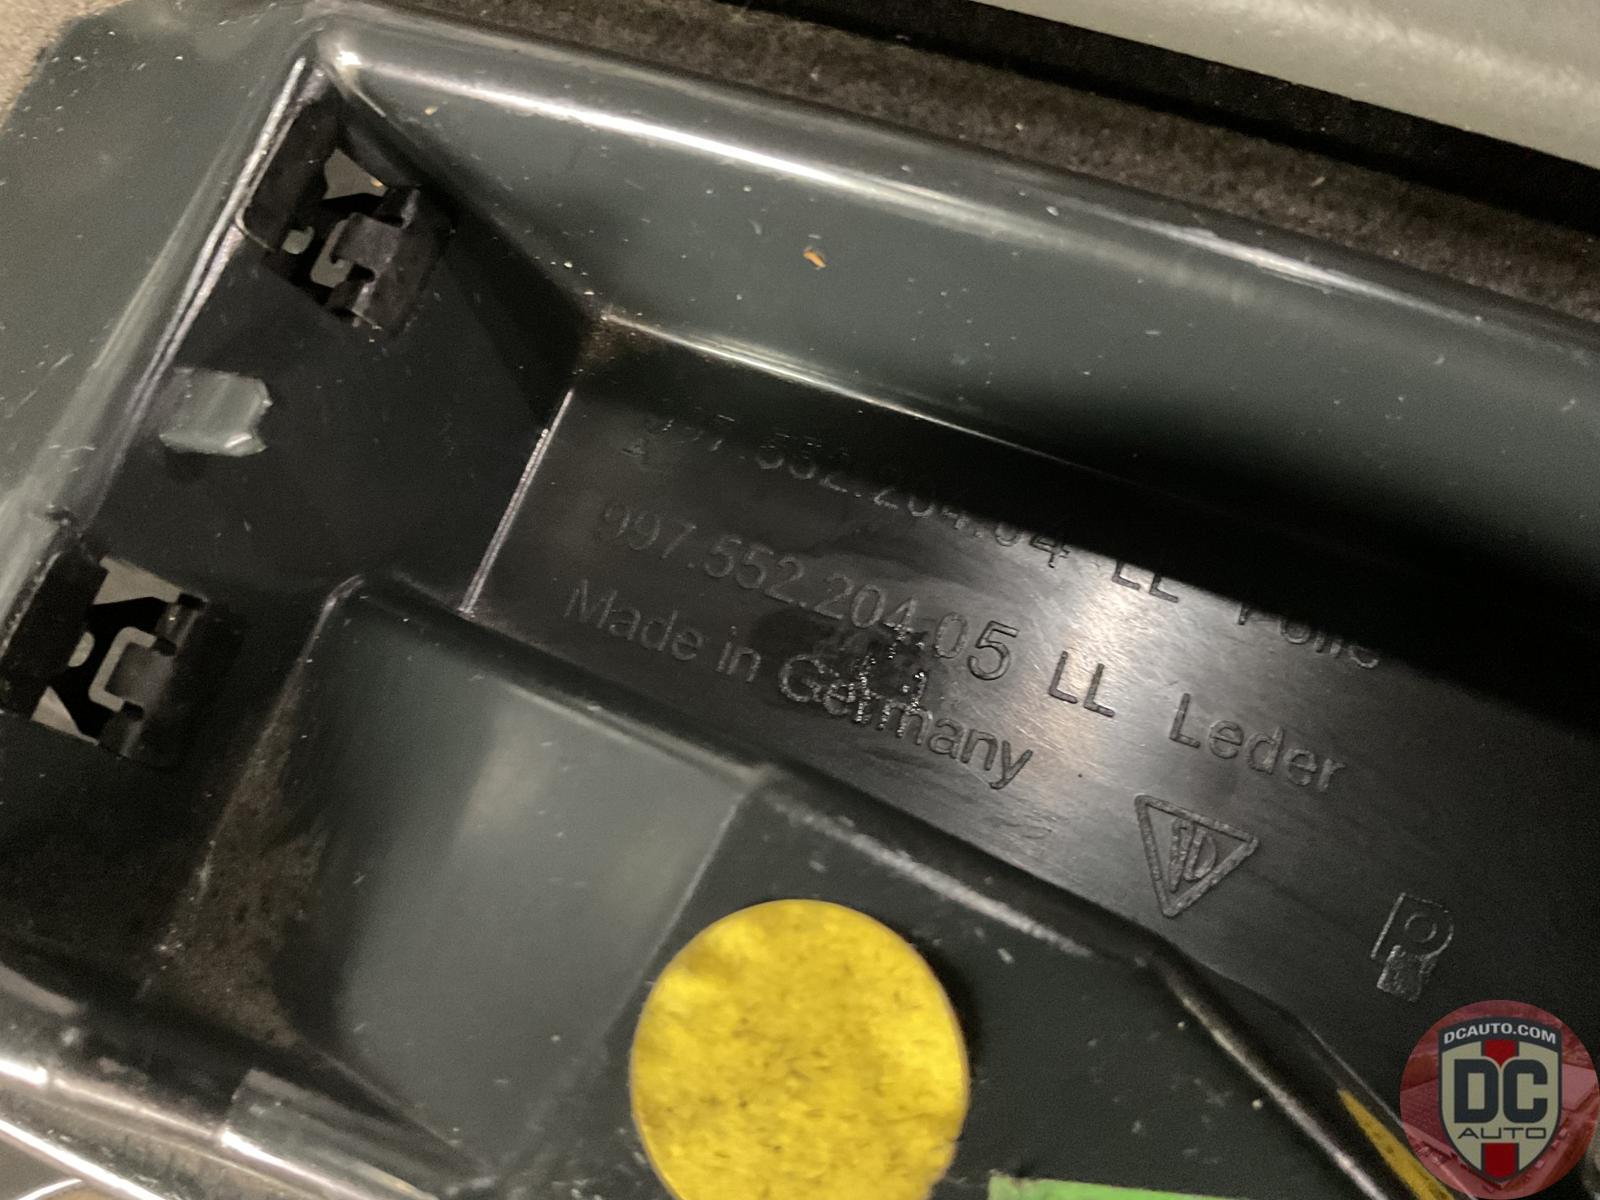 997.552.204.04 LL Folie
997.552.204.05 LL Leder
Made in Germany
DCAUTO.COM
DC
AUTO